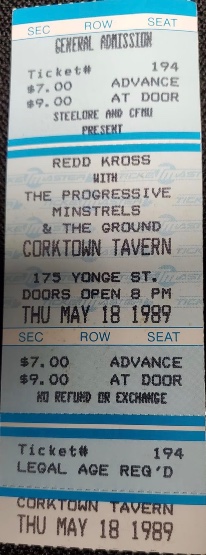 SEC ROW SEAT
GENERAL ADMISSION
Ticket# 194
$7.00 ADVANCE
$9.00 AT DOOR
STEELORE AND CFMU
PRESENT
REDD KROSS
WITH
THE PROGRESSIVE
MINSTRELS
& THE GROUND
CORKTOWN TAVERN
175 YONGE ST.
DOORS OPEN 8 PM
THU MAY 18 1989
SEC ROW SEAT
$7.00 ADVANCE
$9.00 AT DOOR
NO REFUND OR EXCHANGE
Ticket# 194
LEGAL AGE REQ'D
CORKTOWN TAVERN
THU MAY 18 1989